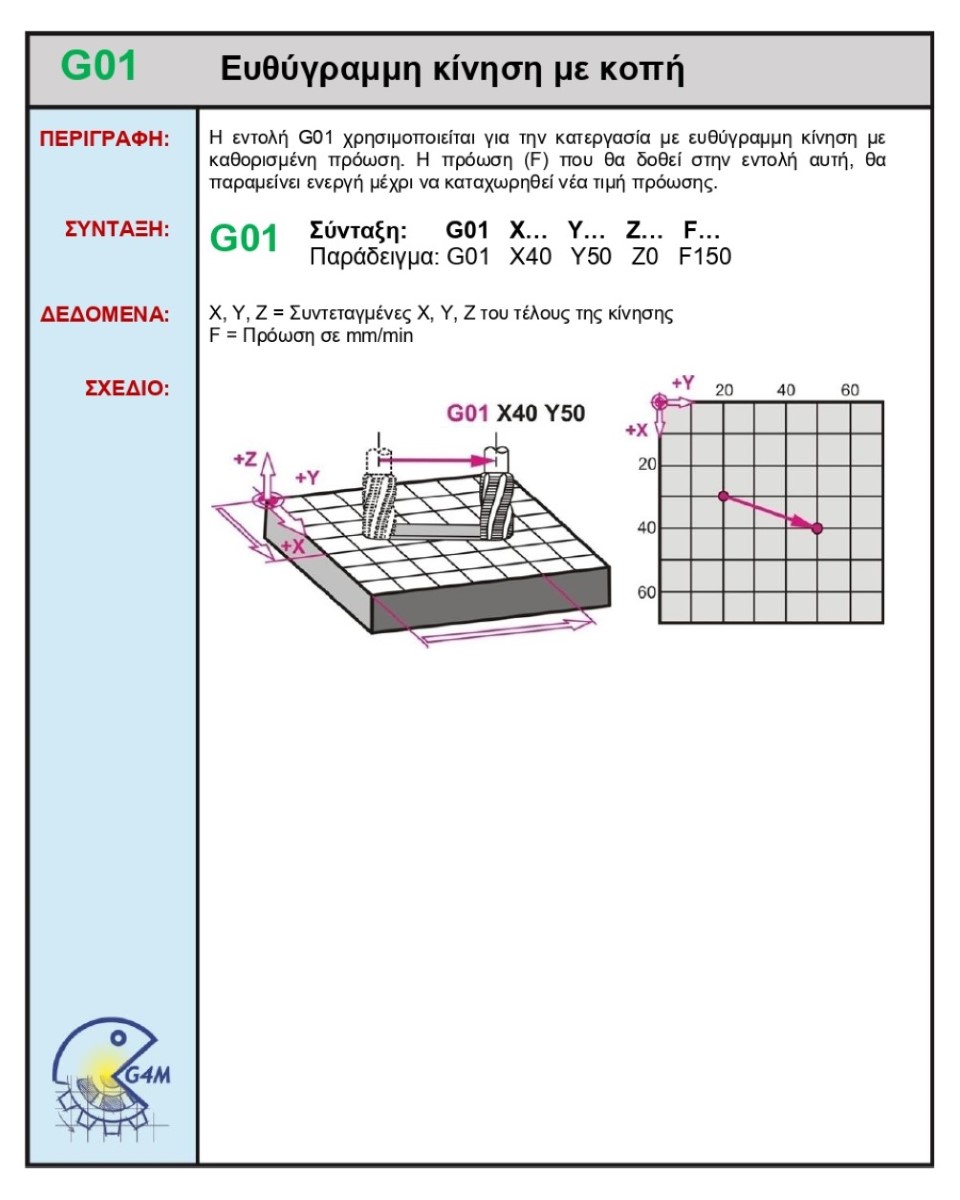 G01 Ευθύγραμμη κίνηση με κοπή
ΠΕΡΙΓΡΑΦΗ:
Η εντολή G01 χρησιμοποιείται για την κατεργασία με ευθύγραμμη κίνηση με
καθορισμένη πρόωση. Η πρόωση (F) που θα δοθεί στην εντολή αυτή, θα
παραμείνει ενεργή μέχρι να καταχωρηθεί νέα τιμή πρόωσης.
ΣΥΝΤΑΞΗ:
G01
Σύνταξη: G01 X... Y... Z... F...
Παράδειγμα: G01 X40 Y50 Z0 F150
ΔΕΔΟΜΕΝΑ:
X, Y, Z = Συντεταγμένες X, Y, Z του τέλους της κίνησης
F = Πρόωση σε mm/min
ΣΧΕΔΙΟ:
G01 X40 Y50
+Z
+Y
+X
+Y 20 40 60
+X
20
40
60
G4M